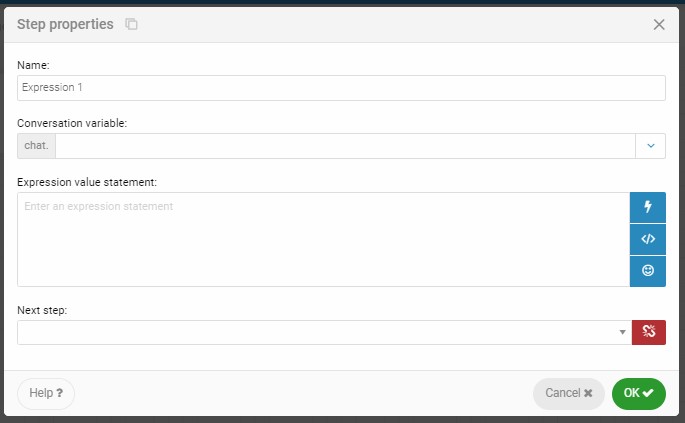 Step properties
Name:
Expression 1
Conversation variable:
chat.
Expression value statement:
Enter an expression statement
</>
Next step:
Help ?
Cancel
OK